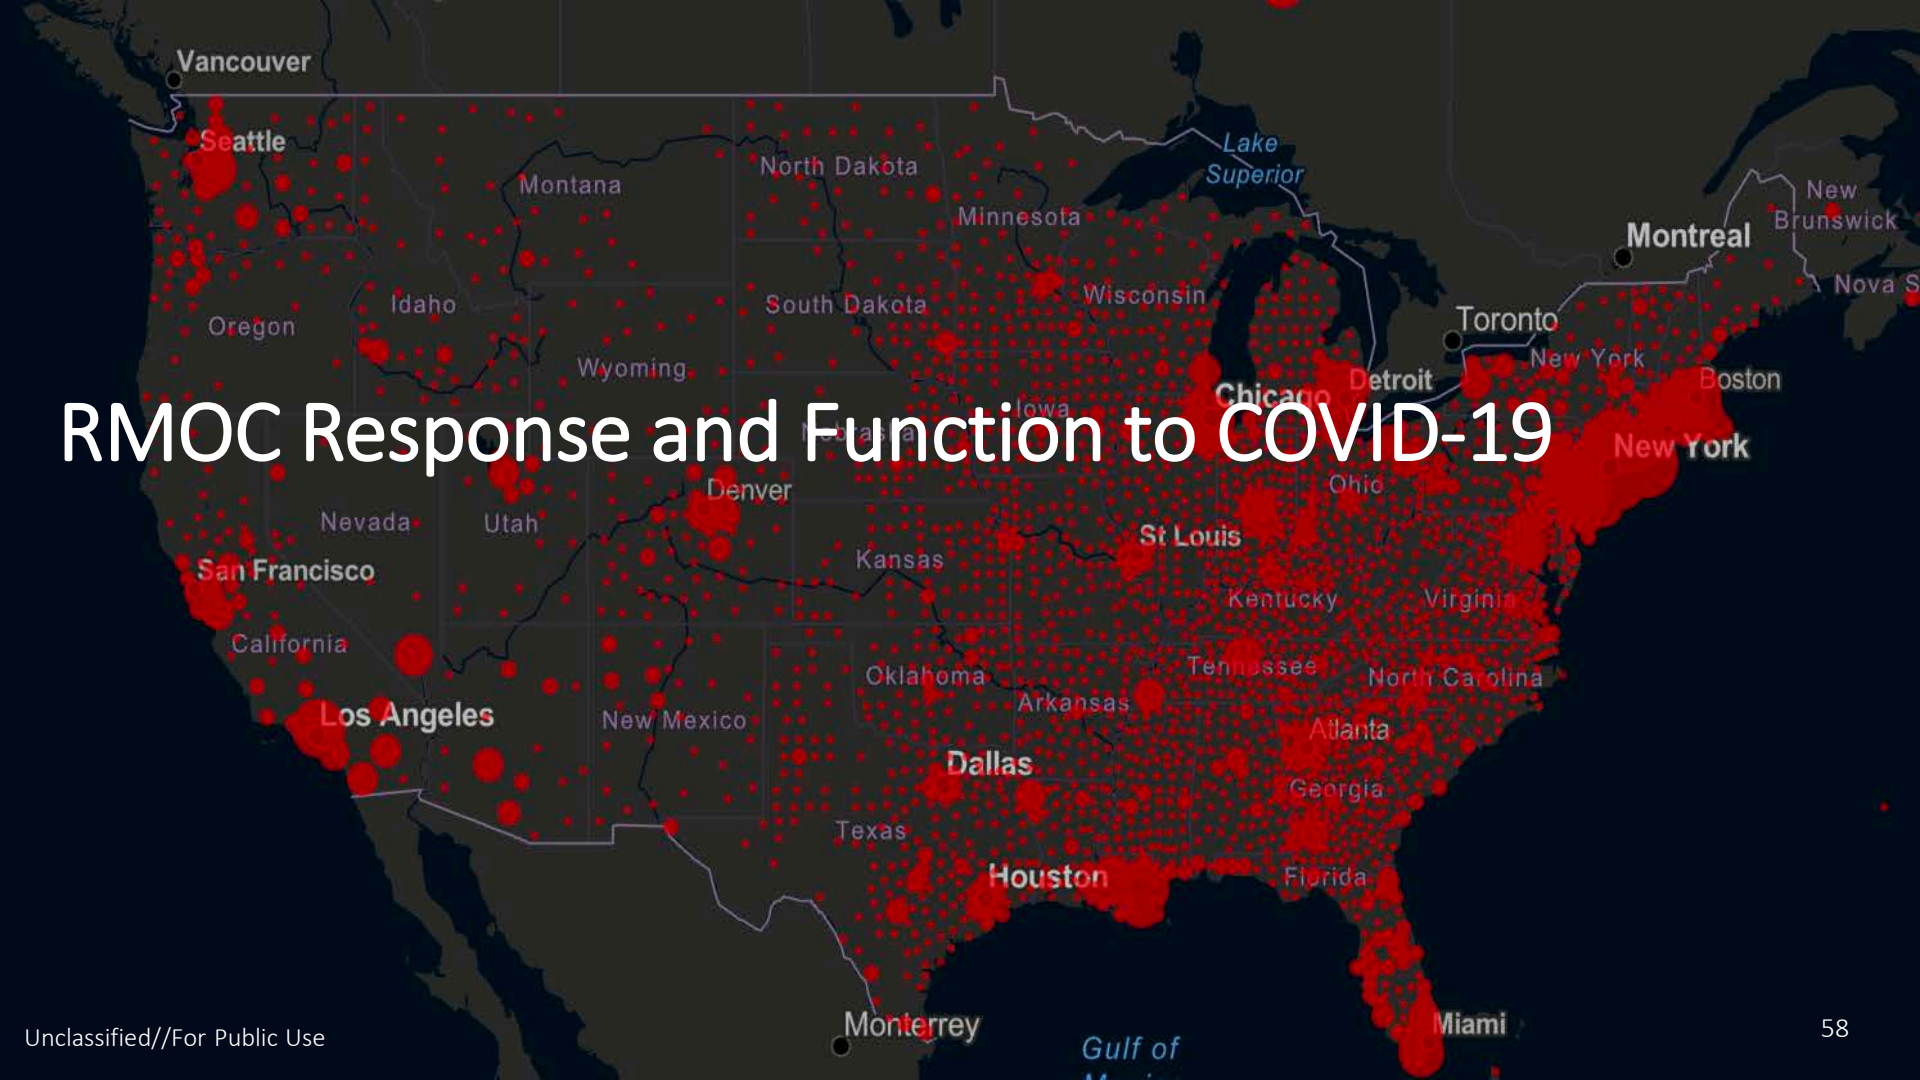 Vancouver
Seattle
Lake
Superior
North Dakota
Montana
New
Brunswick
Minnesota
Montreal
Nova S
Wisconsin
Idaho
South Dakota
Oregon
Toronto
New York
Wyoming
Detroit
Boston
Chicago
Iowa
RMOC Response and Function to COVID-19
Nebraska
New York
Ohio
Denver
Nevada
Utah
St Louis
Kansas
San Francisco
Kentucky
Virginia
California
Tennessee
Oklahoma
North Carolina
Arkansas
Los Angeles
New Mexico
Atlanta
Dallas
Georgia
Texas
Houston
Florida
Monterrey
Miami
Gulf of
Unclassified//For Public Use
58